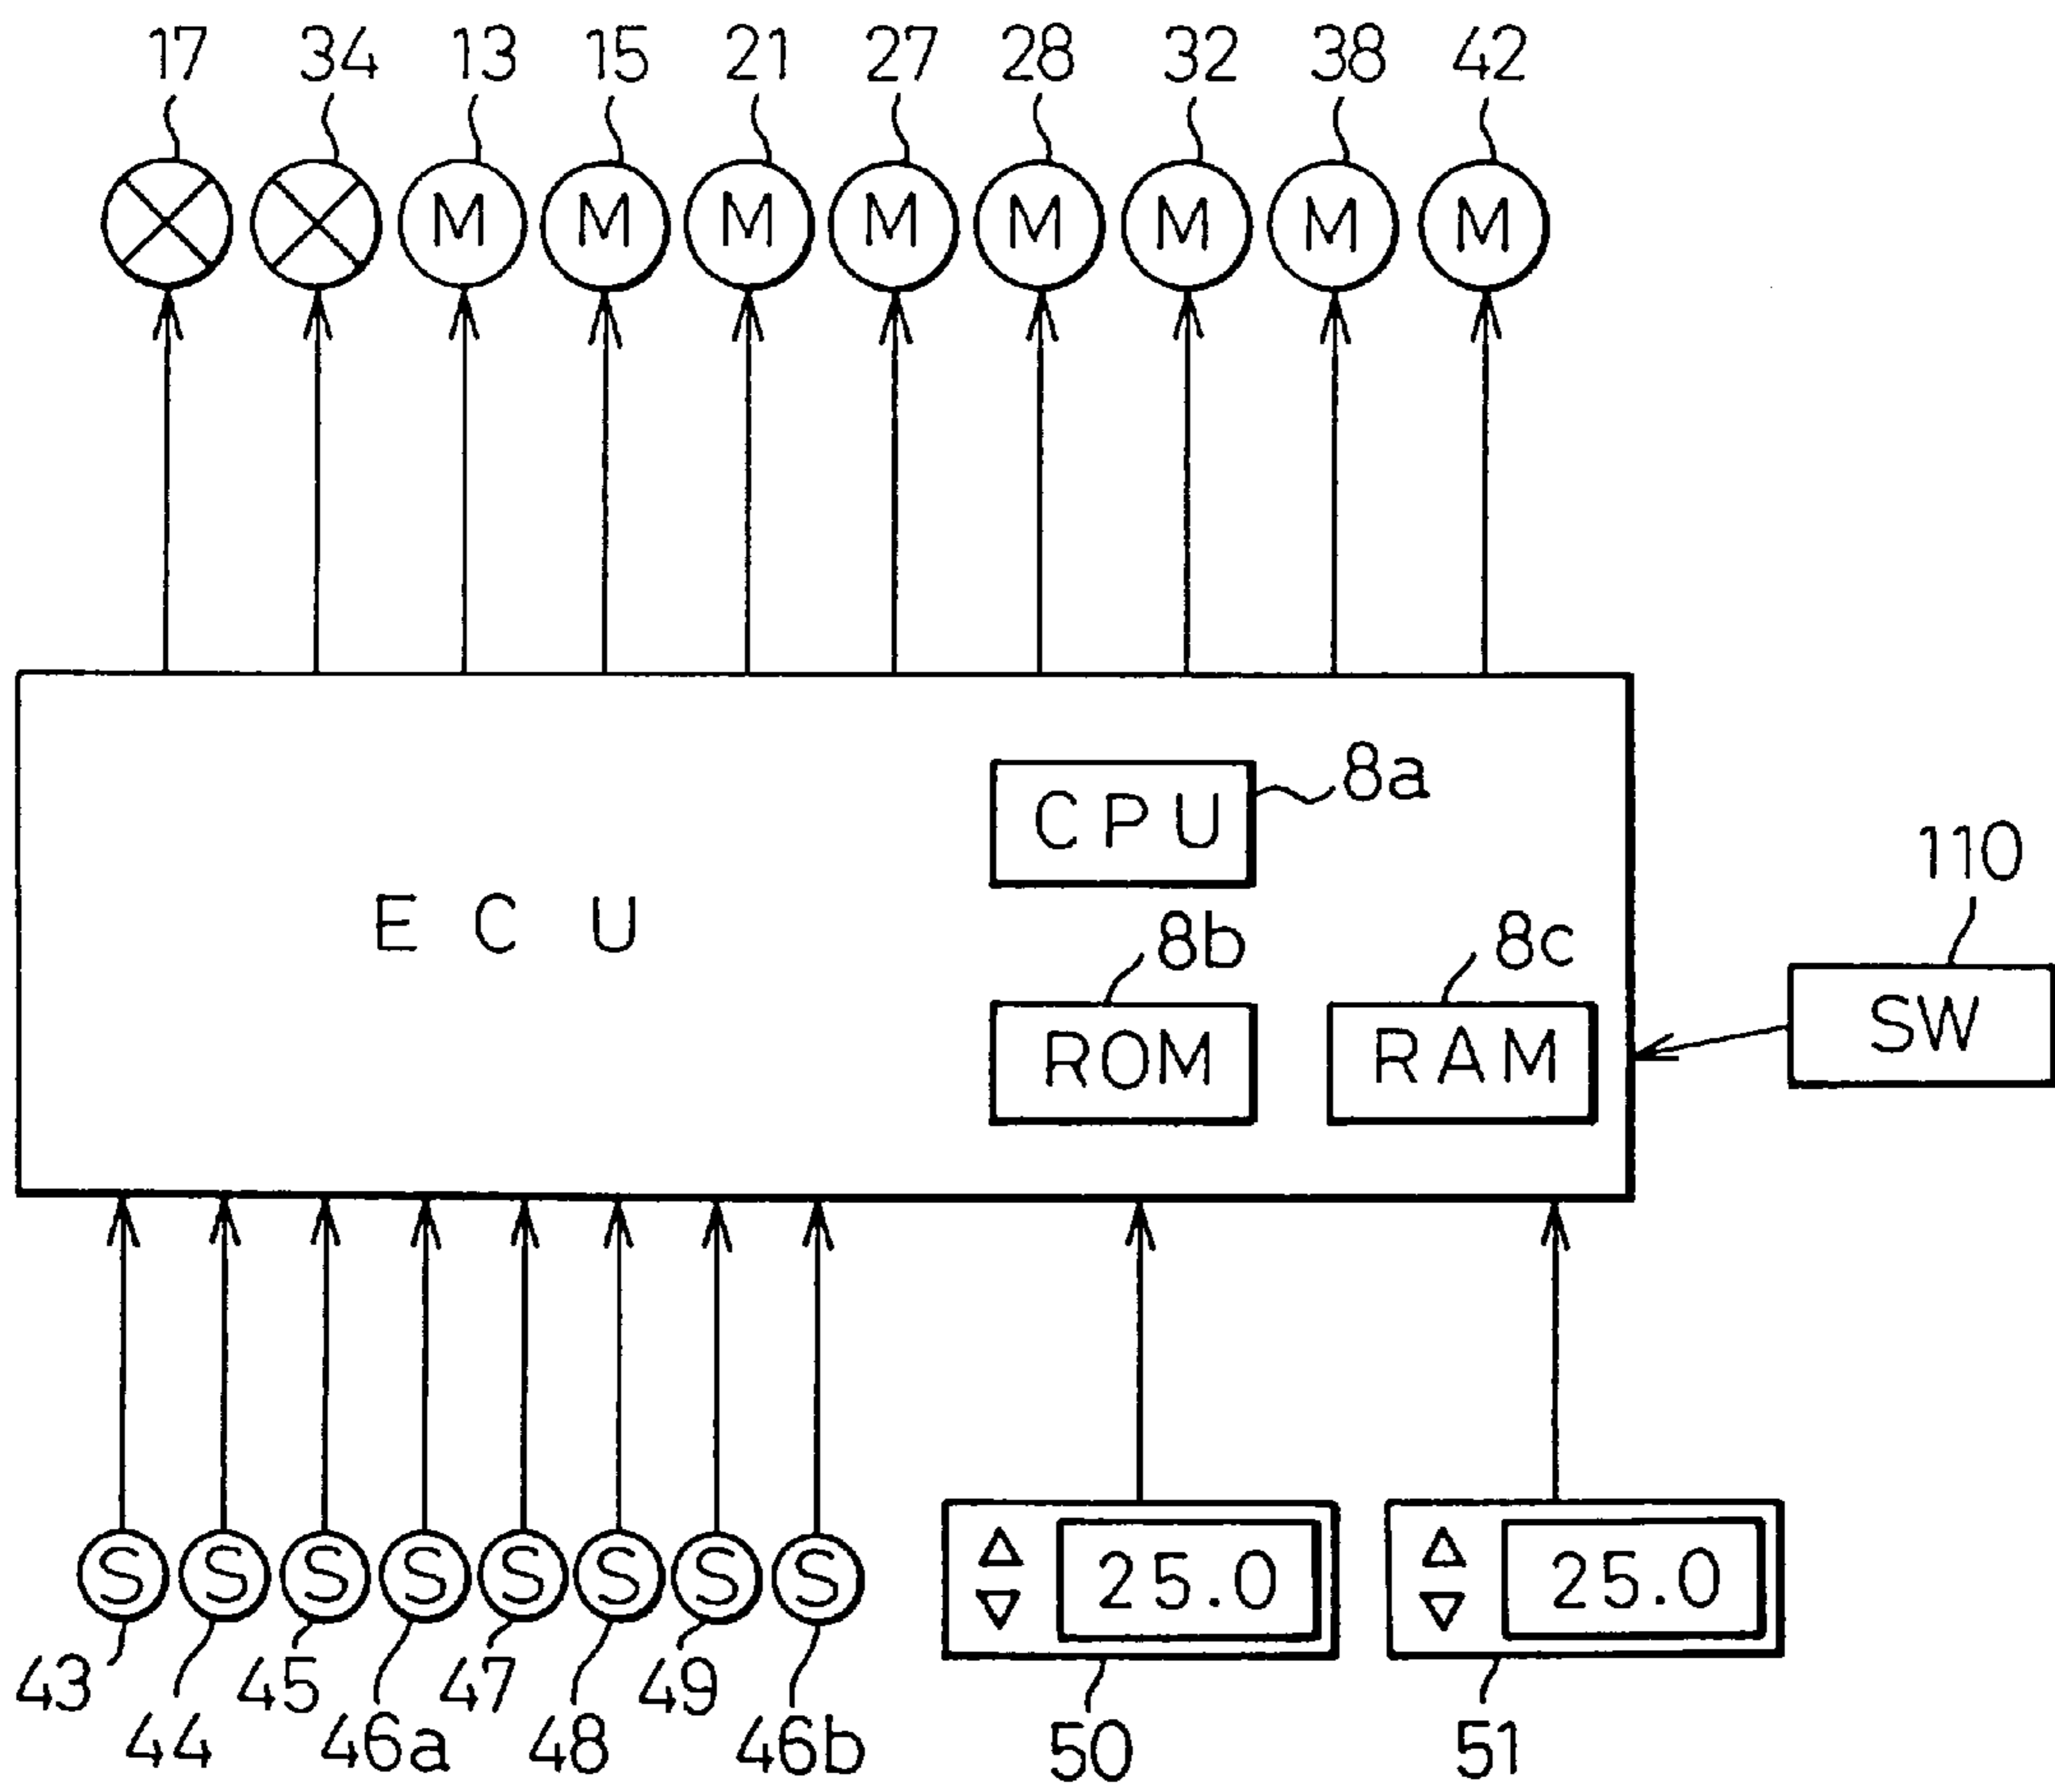 17 34 13 15 21 27 28 32 38 42
M M M M M M M M
CPU 8a
110
ECU
8b 8c
ROM RAM SW
S S S S S S S S
25.0 25.0
43 45 47 49
44 46a 48 46b 50 51